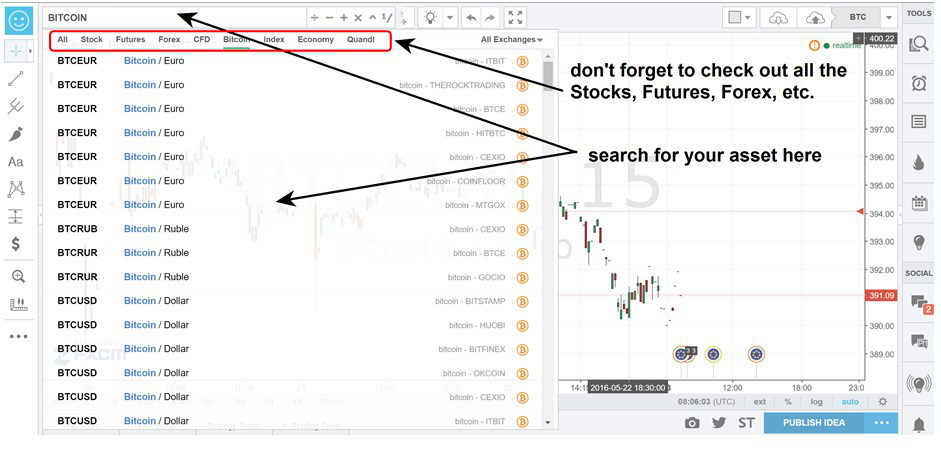 BITCOIN
÷ − + × ^ 1/
BTC
TOOLS
All Stock Futures Forex CFD Bitcoin Index Economy Quandl
All Exchanges
realtime
400.22
400.00
BTCEUR Bitcoin / Euro bitcoin - ITBIT
BTCEUR Bitcoin / Euro bitcoin - THEROCKTRADING
BTCEUR Bitcoin / Euro bitcoin - BTCE
BTCEUR Bitcoin / Euro bitcoin - HITBTC
BTCEUR Bitcoin / Euro bitcoin - CEXIO
BTCEUR Bitcoin / Euro bitcoin - COINFLOOR
BTCEUR Bitcoin / Euro bitcoin - MTGOX
BTCRUB Bitcoin / Ruble bitcoin - CEXIO
BTCRUR Bitcoin / Ruble bitcoin - BTCE
BTCRUR Bitcoin / Ruble bitcoin - GOCIO
BTCUSD Bitcoin / Dollar bitcoin - BITSTAMP
BTCUSD Bitcoin / Dollar bitcoin - HUOBI
BTCUSD Bitcoin / Dollar bitcoin - BITFINEX
BTCUSD Bitcoin / Dollar bitcoin - OKCOIN
BTCUSD Bitcoin / Dollar bitcoin - CEXIO
BTCUSD Bitcoin / Dollar bitcoin - ITBIT
don't forget to check out all the
Stocks, Futures, Forex, etc.
search for your asset here
15
399.00
398.00
397.00
396.00
395.00
394.00
393.00
392.00
391.09
390.00
389.00
Aa
$
SOCIAL
2
FXCM
14:15
2016-05-22 18:30:00
12:00
18:00
23:0
08:06:03 (UTC) ext % log auto
Strategy Tester
Trading Panel
ST
PUBLISH IDEA